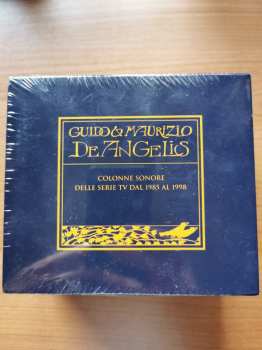 GUIDO & MAURIZIO
DE ANGELIS
COLONNE SONORE
DELLE SERIE TV DAL 1985 AL 1998